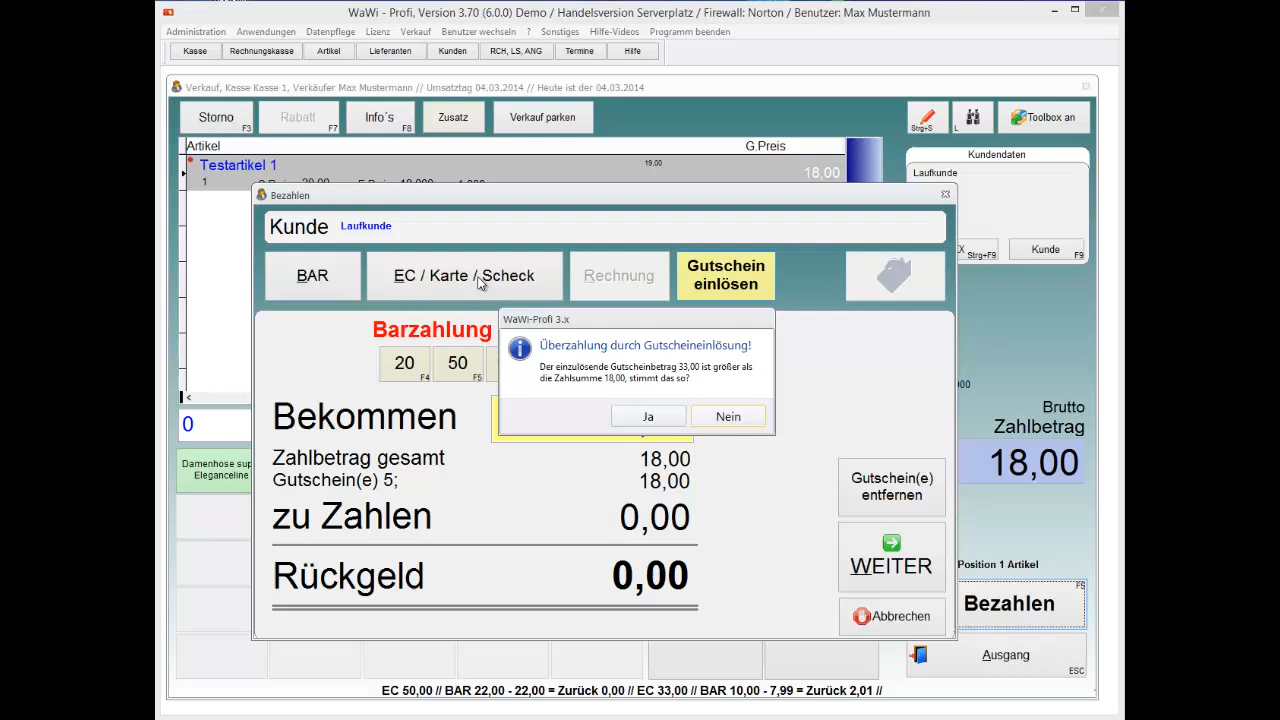 WaWi - Profi, Version 3.70 (6.0.0) Demo / Handelsversion Serverplatz / Firewall: Norton / Benutzer: Max Mustermann
Administration Anwendungen Datenpflege Lizenz Verkauf Benutzer wechseln ? Sonstiges Hilfe-Videos Programm beenden
Kasse Rechnungskasse Artikel Lieferanten Kunden RCH, LS, ANG Termine Hilfe
Verkauf, Kasse Kasse 1, Verkäufer Max Mustermann // Umsatztag 04.03.2014 // Heute ist der 04.03.2014
Storno F3 Rabatt F7 Info´s F8 Zusatz Verkauf parken Strg+S L Toolbox an
Artikel G.Preis
Testartikel 1 19,00 18,00
1
Kundendaten
Laufkunde
Strg+F9 Kunde F9
Bezahlen
Kunde Laufkunde
BAR EC / Karte / Scheck Rechnung Gutschein einlösen
Barzahlung
20 F4 50 F5
WaWi-Profi 3.x
Überzahlung durch Gutscheineinlösung!
Der einzulösende Gutscheinbetrag 33,00 ist größer als
die Zahlsumme 18,00, stimmt das so?
Ja Nein
Bekommen
Zahlbetrag gesamt 18,00
Gutschein(e) 5; 18,00
zu Zahlen 0,00
Rückgeld 0,00
Gutschein(e)
entfernen
WEITER
Abbrechen
0
Damenhose sup
Eleganceline
Brutto
Zahlbetrag
18,00
Position 1 Artikel
Bezahlen
Ausgang
ESC
EC 50,00 // BAR 22,00 - 22,00 = Zurück 0,00 // EC 33,00 // BAR 10,00 - 7,99 = Zurück 2,01 //